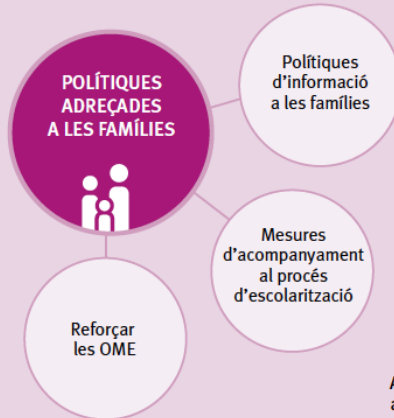 POLÍTIQUES
ADREÇADES
A LES FAMÍLIES
Polítiques
d'informació
a les famílies
Mesures
d'acompanyament
al procés
d'escolarització
Reforçar
les OME